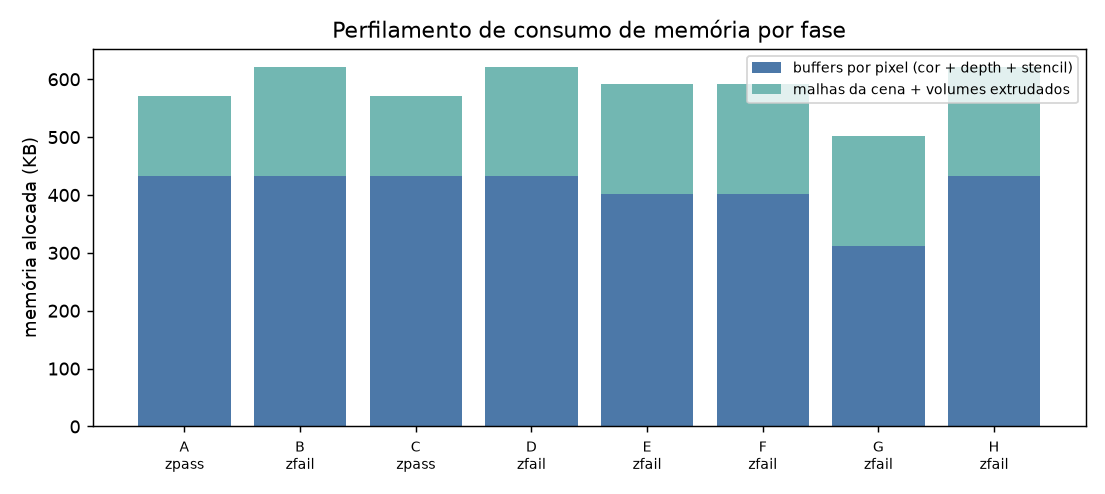 Perfilamento de consumo de memória por fase
buffers por pixel (cor + depth + stencil)
malhas da cena + volumes extrudados
memória alocada (KB)
600
500
400
300
200
100
0
A B C D E F G H
zpass zfail zpass zfail zfail zfail zfail zfail